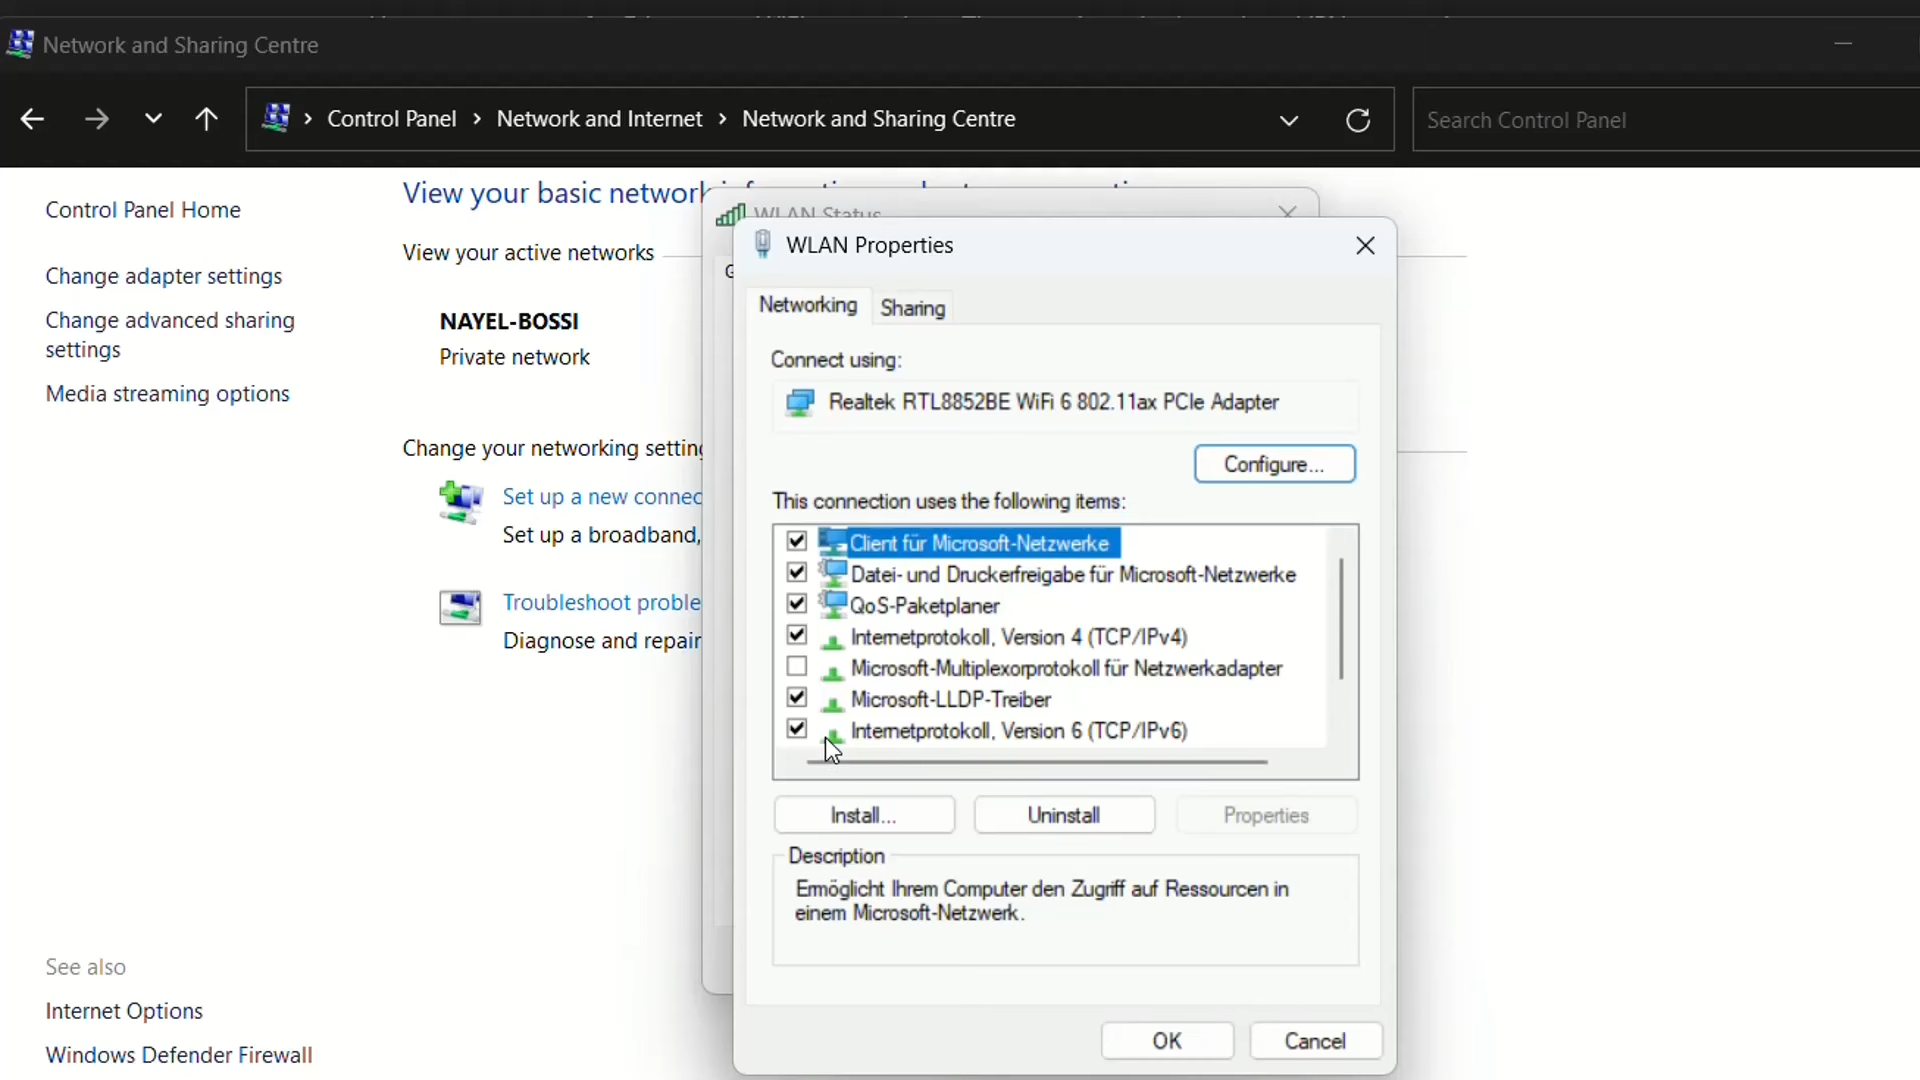 Network and Sharing Centre
Control Panel › Network and Internet › Network and Sharing Centre
Search Control Panel
Control Panel Home
Change adapter settings
Change advanced sharing
settings
Media streaming options
See also
Internet Options
Windows Defender Firewall
View your basic network
View your active networks
NAYEL-BOSSI
Private network
Change your networking setting
Set up a new connec
Set up a broadband,
Troubleshoot proble
Diagnose and repair
WLAN Status
G
WLAN Properties
Networking
Sharing
Connect using:
Realtek RTL8852BE WiFi 6 802.11ax PCIe Adapter
Configure...
This connection uses the following items:
Client für Microsoft-Netzwerke
Datei- und Druckerfreigabe für Microsoft-Netzwerke
QoS-Paketplaner
Internetprotokoll, Version 4 (TCP/IPv4)
Microsoft-Multiplexorprotokoll für Netzwerkadapter
Microsoft-LLDP-Treiber
Internetprotokoll, Version 6 (TCP/IPv6)
Install...
Uninstall
Properties
Description
Ermöglicht Ihrem Computer den Zugriff auf Ressourcen in
einem Microsoft-Netzwerk.
OK
Cancel